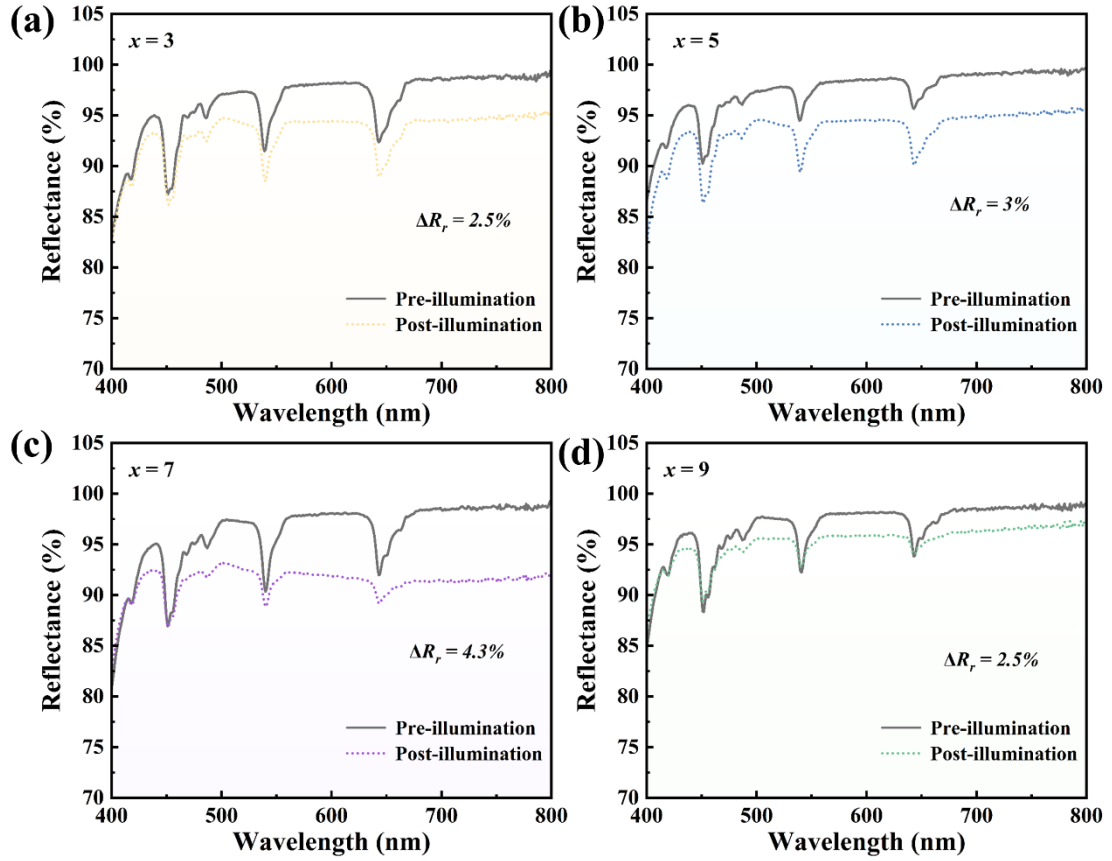 (a)
x = 3
105
100
95
90
85
80
75
70
Reflectance (%)
ΔRr = 2.5%
Pre-illumination
Post-illumination
400 500 600 700 800
Wavelength (nm)
(b)
x = 5
105
100
95
90
85
80
75
70
Reflectance (%)
ΔRr = 3%
Pre-illumination
Post-illumination
400 500 600 700 800
Wavelength (nm)
(c)
x = 7
105
100
95
90
85
80
75
70
Reflectance (%)
ΔRr = 4.3%
Pre-illumination
Post-illumination
400 500 600 700 800
Wavelength (nm)
(d)
x = 9
105
100
95
90
85
80
75
70
Reflectance (%)
ΔRr = 2.5%
Pre-illumination
Post-illumination
400 500 600 700 800
Wavelength (nm)